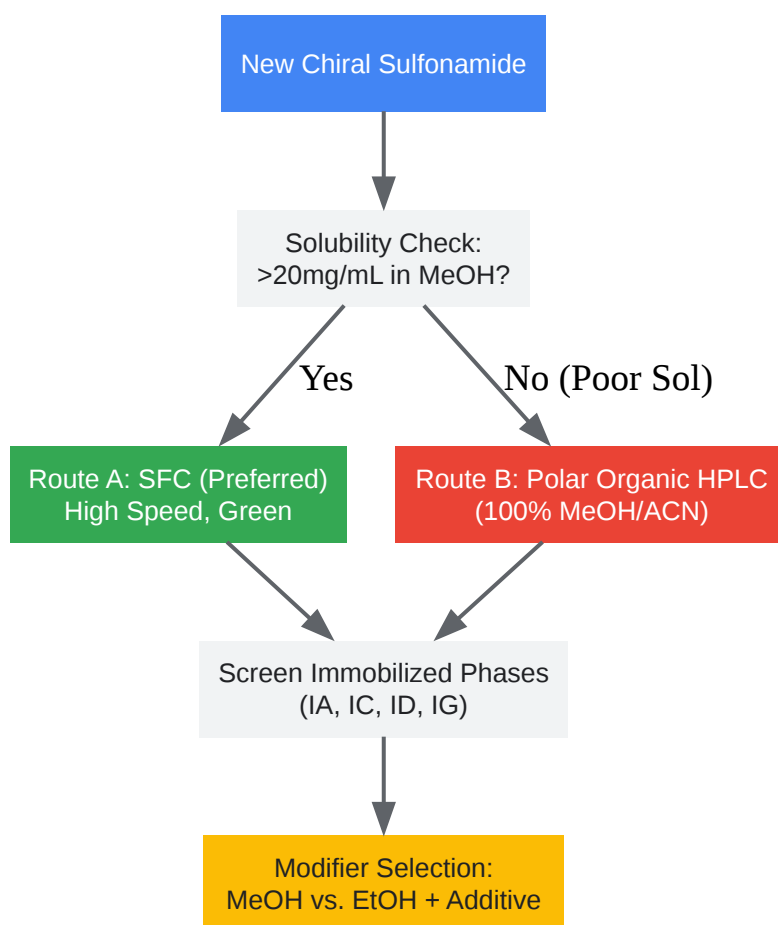 New Chiral Sulfonamide
Solubility Check:
>20mg/mL in MeOH?
Yes
No (Poor Sol)
Route A: SFC (Preferred)
High Speed, Green
Route B: Polar Organic HPLC
(100% MeOH/ACN)
Screen Immobilized Phases
(IA, IC, ID, IG)
Modifier Selection:
MeOH vs. EtOH + Additive